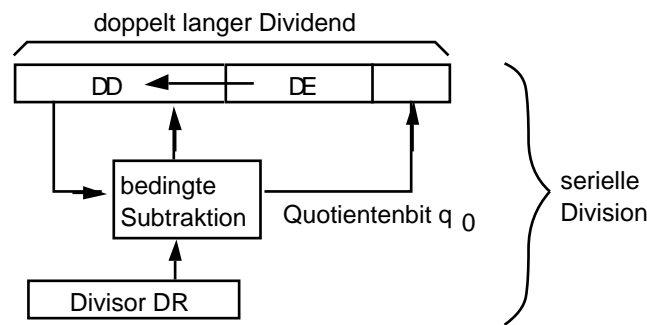 doppelt langer Dividend
DD
DE
bedingte
Subtraktion
Quotientenbit q 0
serielle
Division
Divisor DR